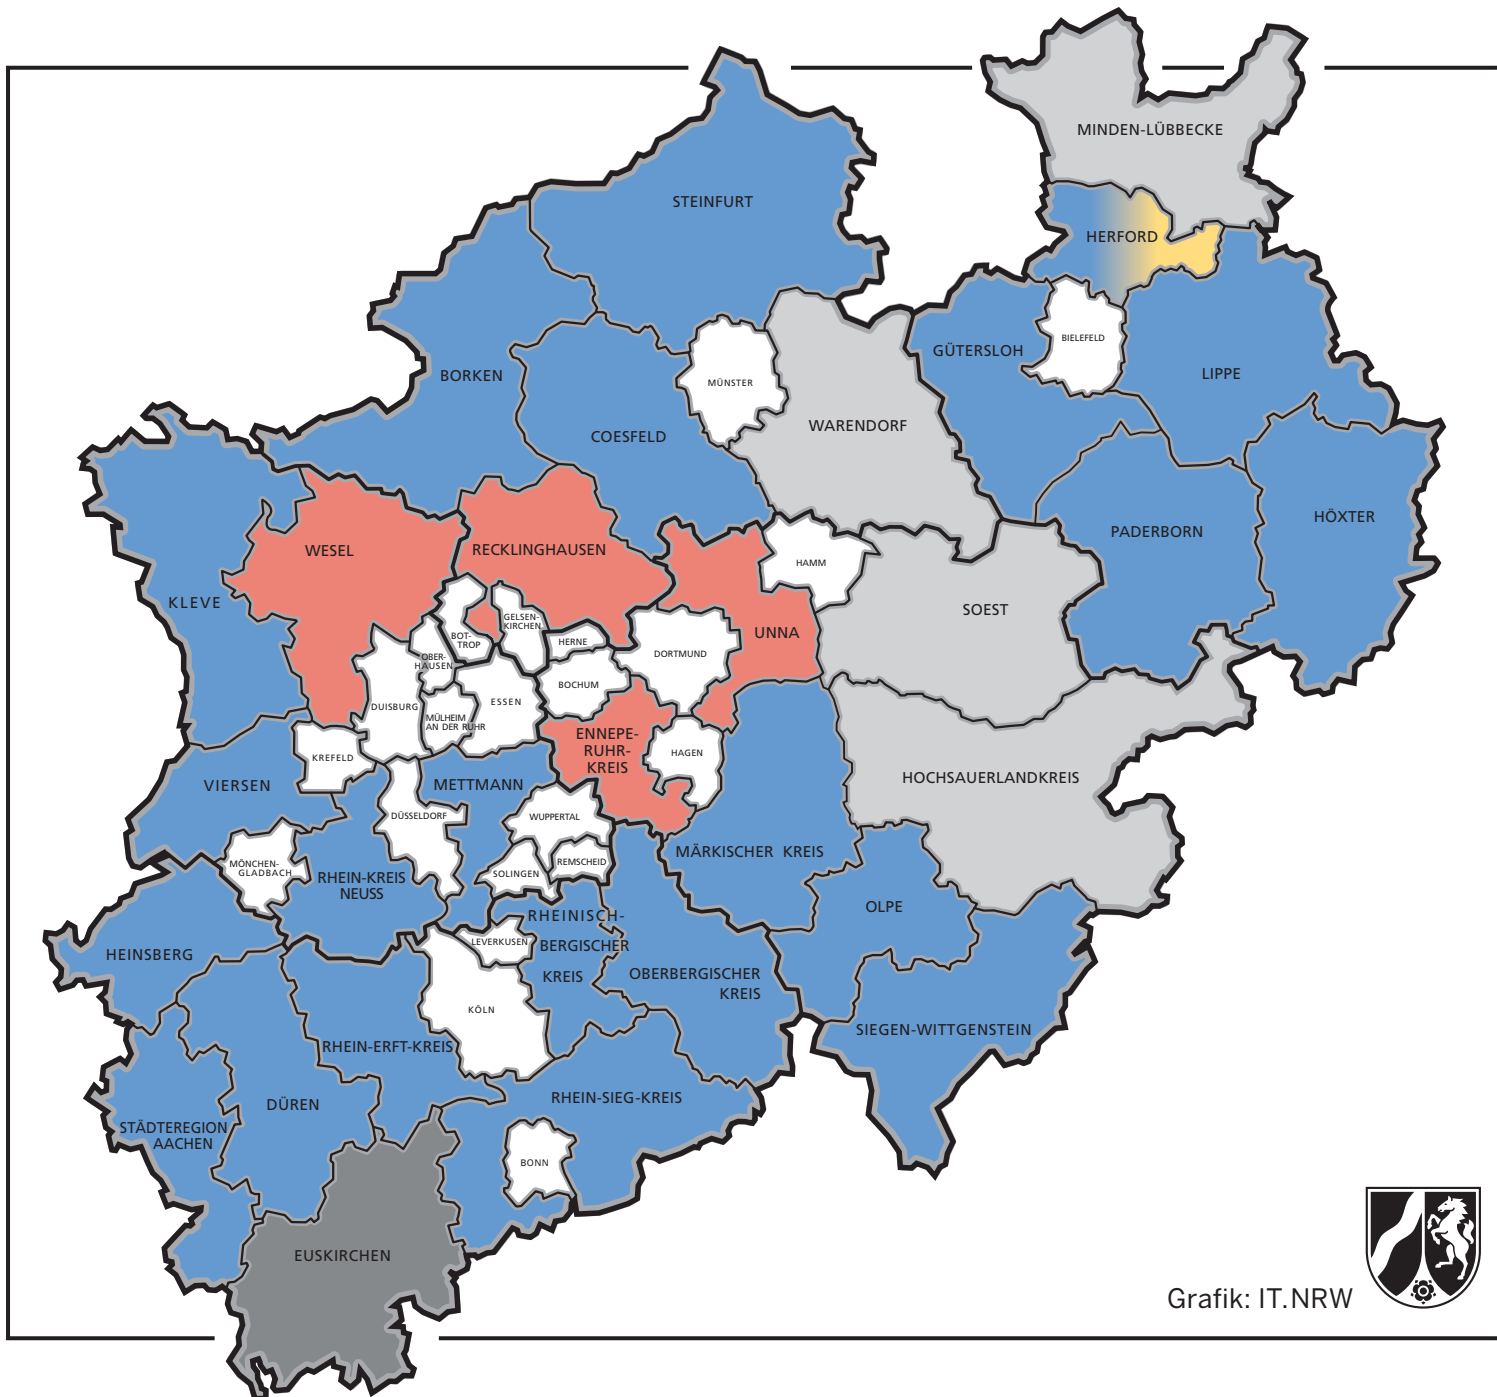 MINDEN-LÜBBECKE
STEINFURT
HERFORD
BIELEFELD
GÜTERSLOH
LIPPE
BORKEN
MÜNSTER
COESFELD
WARENDORF
HÖXTER
PADERBORN
WESEL
RECKLINGHAUSEN
HAMM
KLEVE
SOEST
GELSEN-
KIRCHEN
BOT-
TROP
HERNE
UNNA
DORTMUND
OBER-
HAUSEN
BOCHUM
ESSEN
DUISBURG
MÜLHEIM
AN DER RUHR
ENNEPE-
RUHR-
KREIS
HAGEN
KREFELD
HOCHSAUERLANDKREIS
VIERSEN
METTMANN
DÜSSELDORF
WUPPERTAL
MÄRKISCHER KREIS
REMSCHEID
SOLINGEN
MÖNCHEN-
GLADBACH
RHEIN-KREIS
NEUSS
OLPE
RHEINISCH-
BERGISCHER
KREIS
LEVERKUSEN
HEINSBERG
OBERBERGISCHER
KREIS
KÖLN
SIEGEN-WITTGENSTEIN
RHEIN-ERFT-KREIS
RHEIN-SIEG-KREIS
DÜREN
STÄDTEREGION
AACHEN
BONN
EUSKIRCHEN
Grafik: IT.NRW